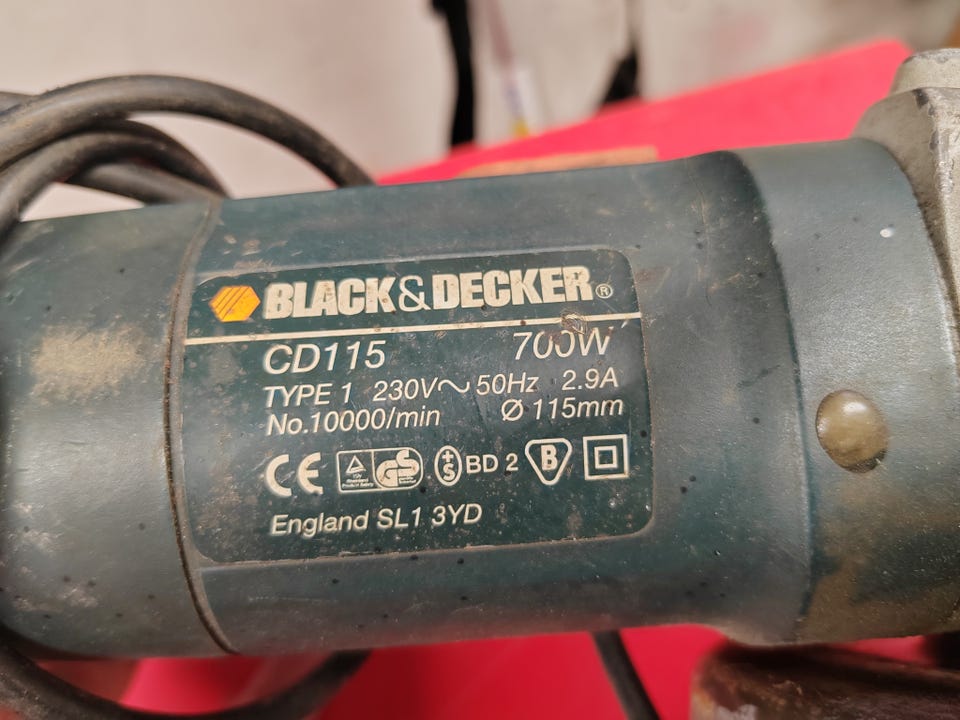 BLACK&DECKER®
CD115 700W
TYPE 1 230V~ 50Hz 2.9A
No.10000/min Ø 115mm
CE GS +S BD 2 B
England SL1 3YD